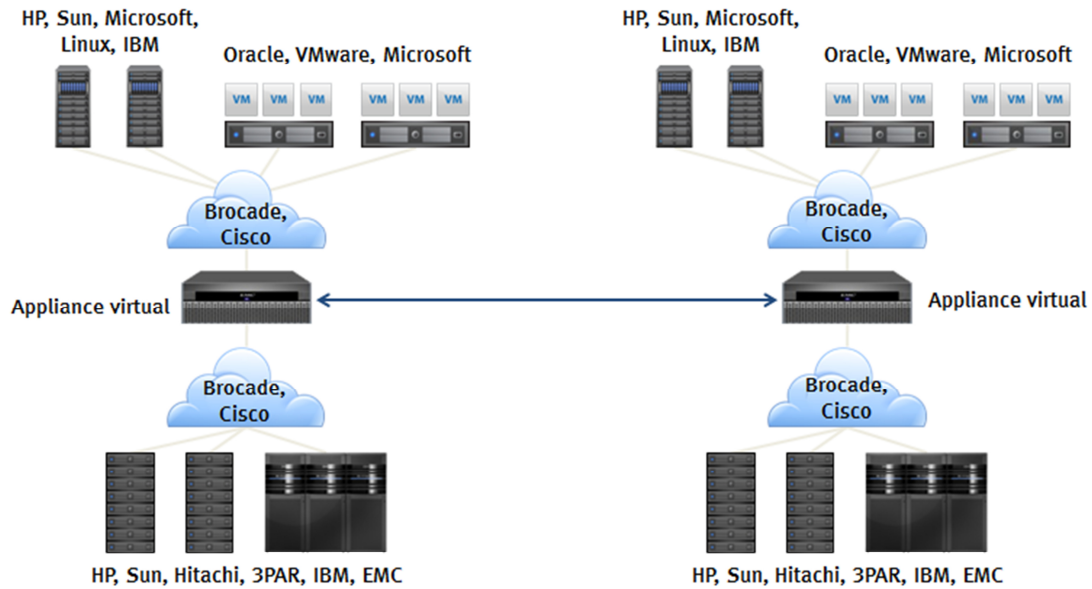 HP, Sun, Microsoft,
Linux, IBM
Oracle, VMware, Microsoft
VM VM VM VM VM VM
Brocade,
Cisco
Appliance virtual
Brocade,
Cisco
HP, Sun, Hitachi, 3PAR, IBM, EMC
HP, Sun, Microsoft,
Linux, IBM
Oracle, VMware, Microsoft
VM VM VM VM VM VM
Brocade,
Cisco
Appliance virtual
Brocade,
Cisco
HP, Sun, Hitachi, 3PAR, IBM, EMC